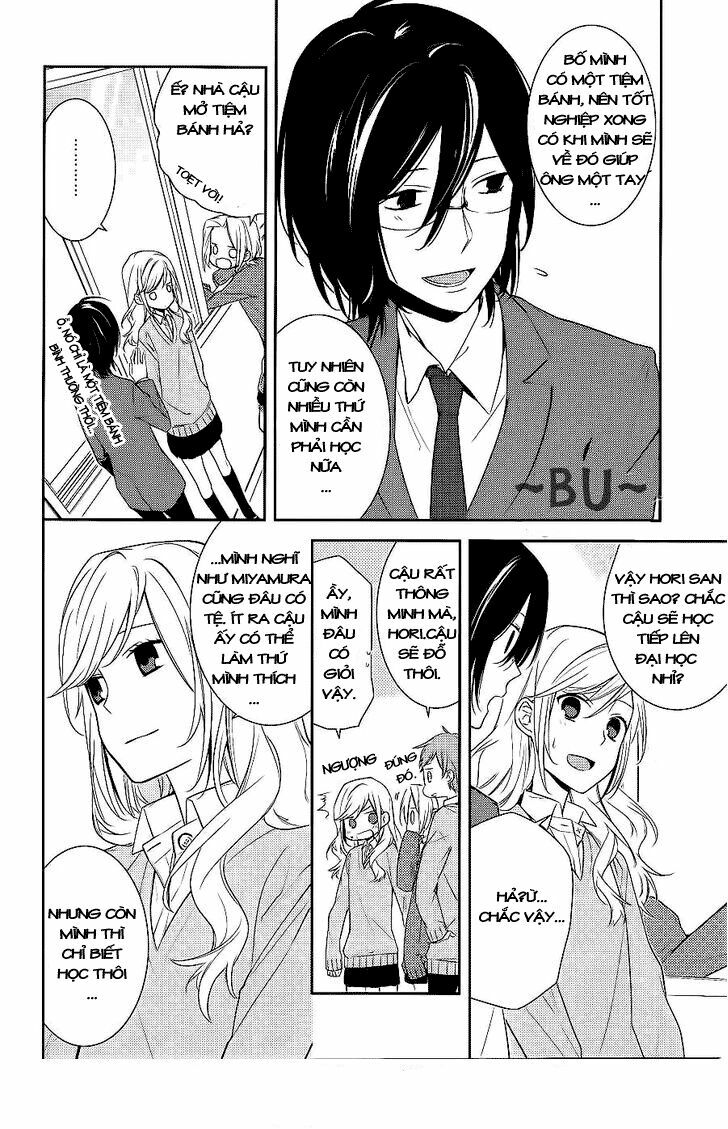 BỐ MÌNH
CÓ MỘT TIỆM
BÁNH, NÊN TỐT
NGHIỆP XONG
CÓ KHI MÌNH SẼ
VỀ ĐÓ GIÚP
ÔNG MỘT TAY
...
TUY NHIÊN
CŨNG CÒN
NHIỀU THỨ
MÌNH CẦN
PHẢI HỌC
NỮA
...
~BÚ~
Ế? NHÀ CẬU
MỞ TIỆM
BÁNH HẢ?
TOẸT VỜI!
.........
Ồ, NÓ CHỈ LÀ MỘT TIỆM BÁNH
BÌNH THƯỜNG THÔI...
VẬY HORI SAN
THÌ SAO? CHẮC
CẬU SẼ HỌC
TIẾP LÊN
ĐẠI HỌC
NHỈ?
HẢ?Ừ...
CHẮC VẬY...
CẬU RẤT
THÔNG
MINH MÀ,
HORI.CẬU
SẼ ĐỖ
THÔI.
ẦY,
MÌNH
ĐÂU
CÓ
GIỎI
VẬY.
ĐÚNG
ĐÓ.
NGƯỢNG
...MÌNH NGHĨ
NHƯ MIYAMURA
CŨNG ĐÂU CÓ
TỆ. ÍT RA CẬU
ẤY CÓ THỂ
LÀM THỨ
MÌNH THÍCH
...
NHƯNG CÒN
MÌNH THÌ
CHỈ BIẾT
HỌC THÔI
...